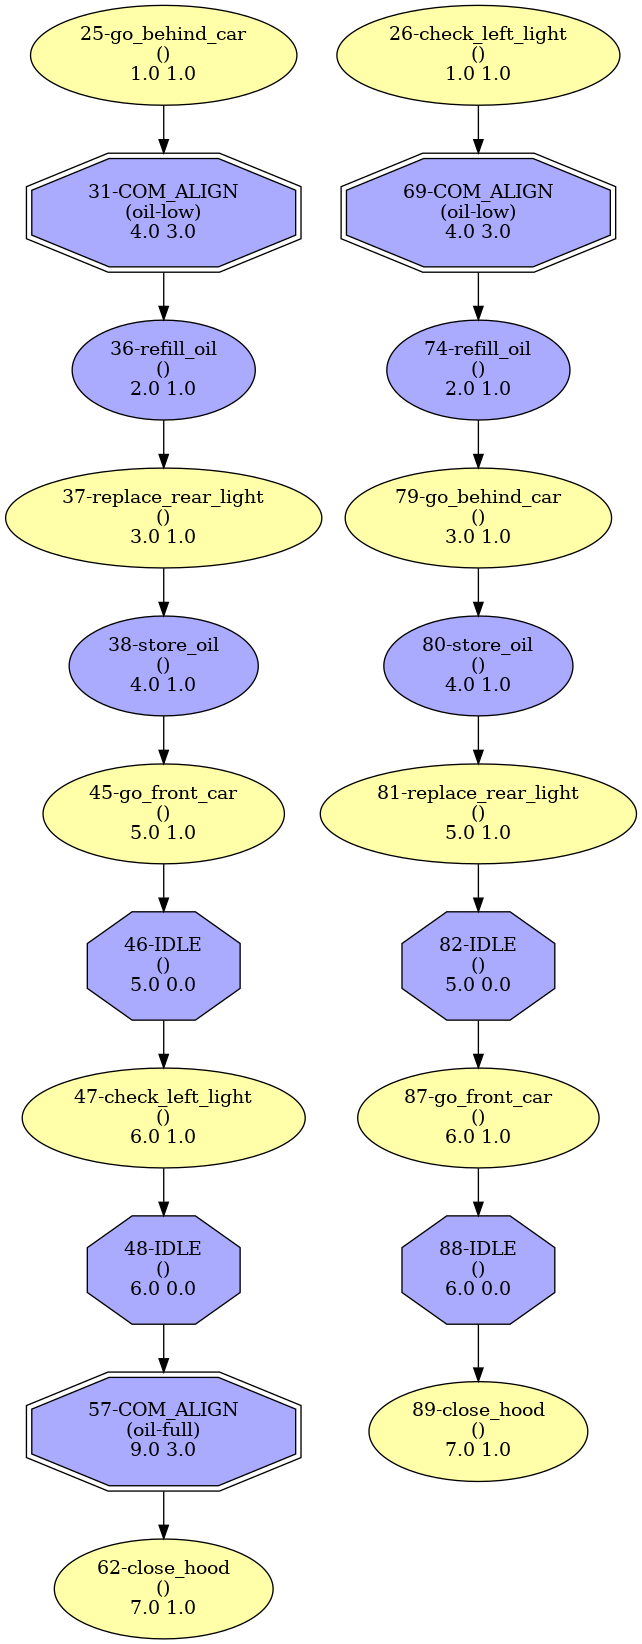 25-go_behind_car
()
1.0 1.0
31-COM_ALIGN
(oil-low)
4.0 3.0
36-refill_oil
()
2.0 1.0
37-replace_rear_light
()
3.0 1.0
38-store_oil
()
4.0 1.0
45-go_front_car
()
5.0 1.0
46-IDLE
()
5.0 0.0
47-check_left_light
()
6.0 1.0
48-IDLE
()
6.0 0.0
57-COM_ALIGN
(oil-full)
9.0 3.0
62-close_hood
()
7.0 1.0
26-check_left_light
()
1.0 1.0
69-COM_ALIGN
(oil-low)
4.0 3.0
74-refill_oil
()
2.0 1.0
79-go_behind_car
()
3.0 1.0
80-store_oil
()
4.0 1.0
81-replace_rear_light
()
5.0 1.0
82-IDLE
()
5.0 0.0
87-go_front_car
()
6.0 1.0
88-IDLE
()
6.0 0.0
89-close_hood
()
7.0 1.0